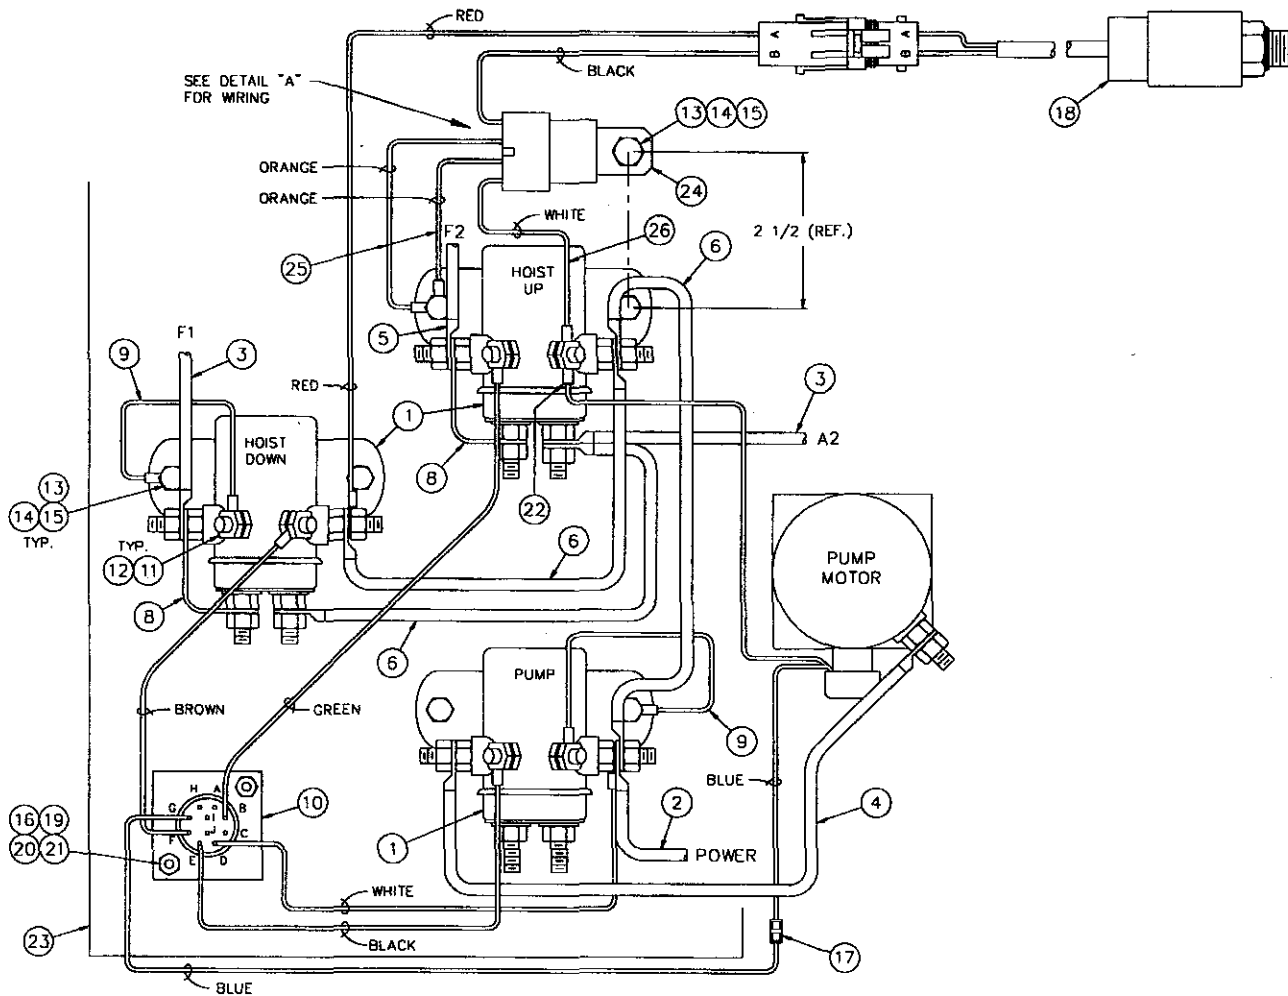 RED
A
B
A
B
BLACK
SEE DETAIL "A"
FOR WIRING
13 14 15
18
ORANGE
ORANGE
24
WHITE
2 1/2 (REF.)
26
6
25
F2
HOIST
UP
5
F1
9
3
RED
1
3
A2
HOIST
DOWN
8
22
13
14 15
TYP.
TYP.
12 11
6
PUMP
MOTOR
8
6
PUMP
BROWN
GREEN
9
BLUE
H A
G B
F C
J
E D
10
16 19
20 21
1
2
POWER
4
WHITE
BLACK
23
17
BLUE